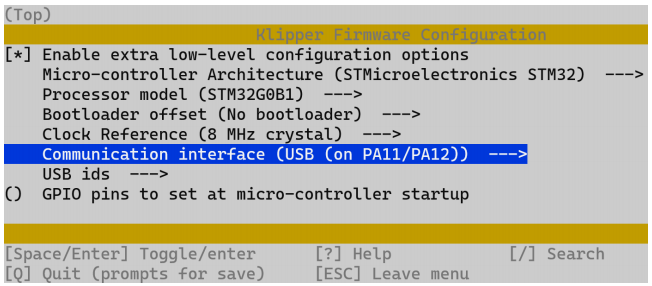 (Top)
Klipper Firmware Configuration
[*] Enable extra low-level configuration options
Micro-controller Architecture (STMicroelectronics STM32)  --->
Processor model (STM32G0B1)  --->
Bootloader offset (No bootloader)  --->
Clock Reference (8 MHz crystal)  --->
Communication interface (USB (on PA11/PA12))  --->
USB ids  --->
()  GPIO pins to set at micro-controller startup
[Space/Enter] Toggle/enter [?] Help [/] Search
[Q] Quit (prompts for save) [ESC] Leave menu